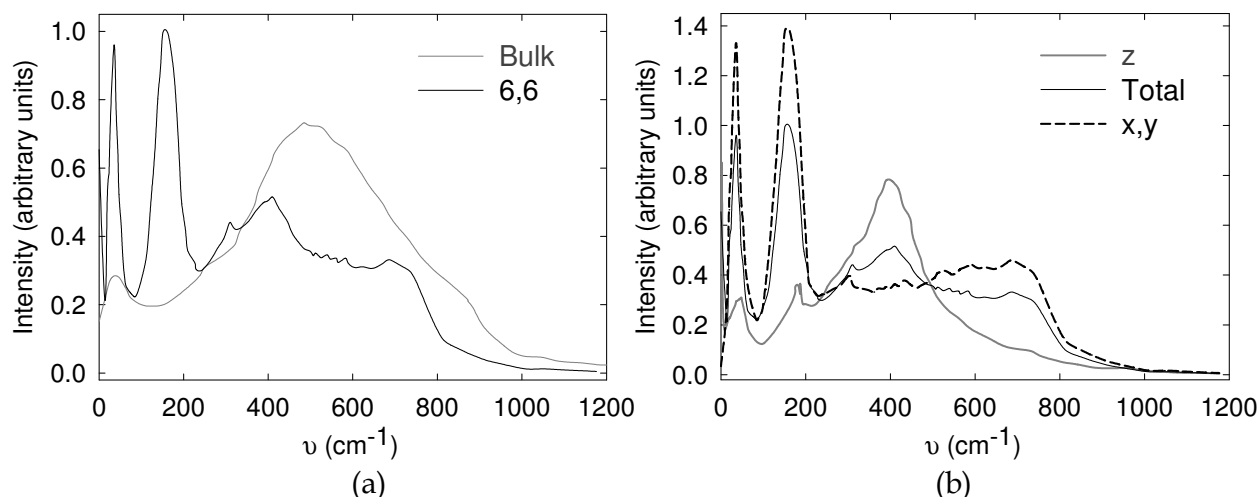 Intensity (arbitrary units)
1.0
0.8
0.6
0.4
0.2
0.0
Bulk
6,6
0 200 400 600 800 1000 1200
υ (cm-1)
(a)
Intensity (arbitrary units)
1.4
1.2
1.0
0.8
0.6
0.4
0.2
0.0
z
Total
x,y
0 200 400 600 800 1000 1200
υ (cm-1)
(b)